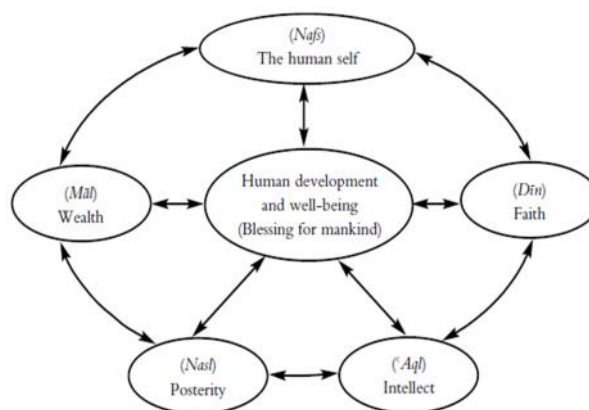 (Nafs)
The human self
(Māl)
Wealth
Human development
and well-being
(Blessing for mankind)
(Dīn)
Faith
(Nasl)
Posterity
(ʿAql)
Intellect